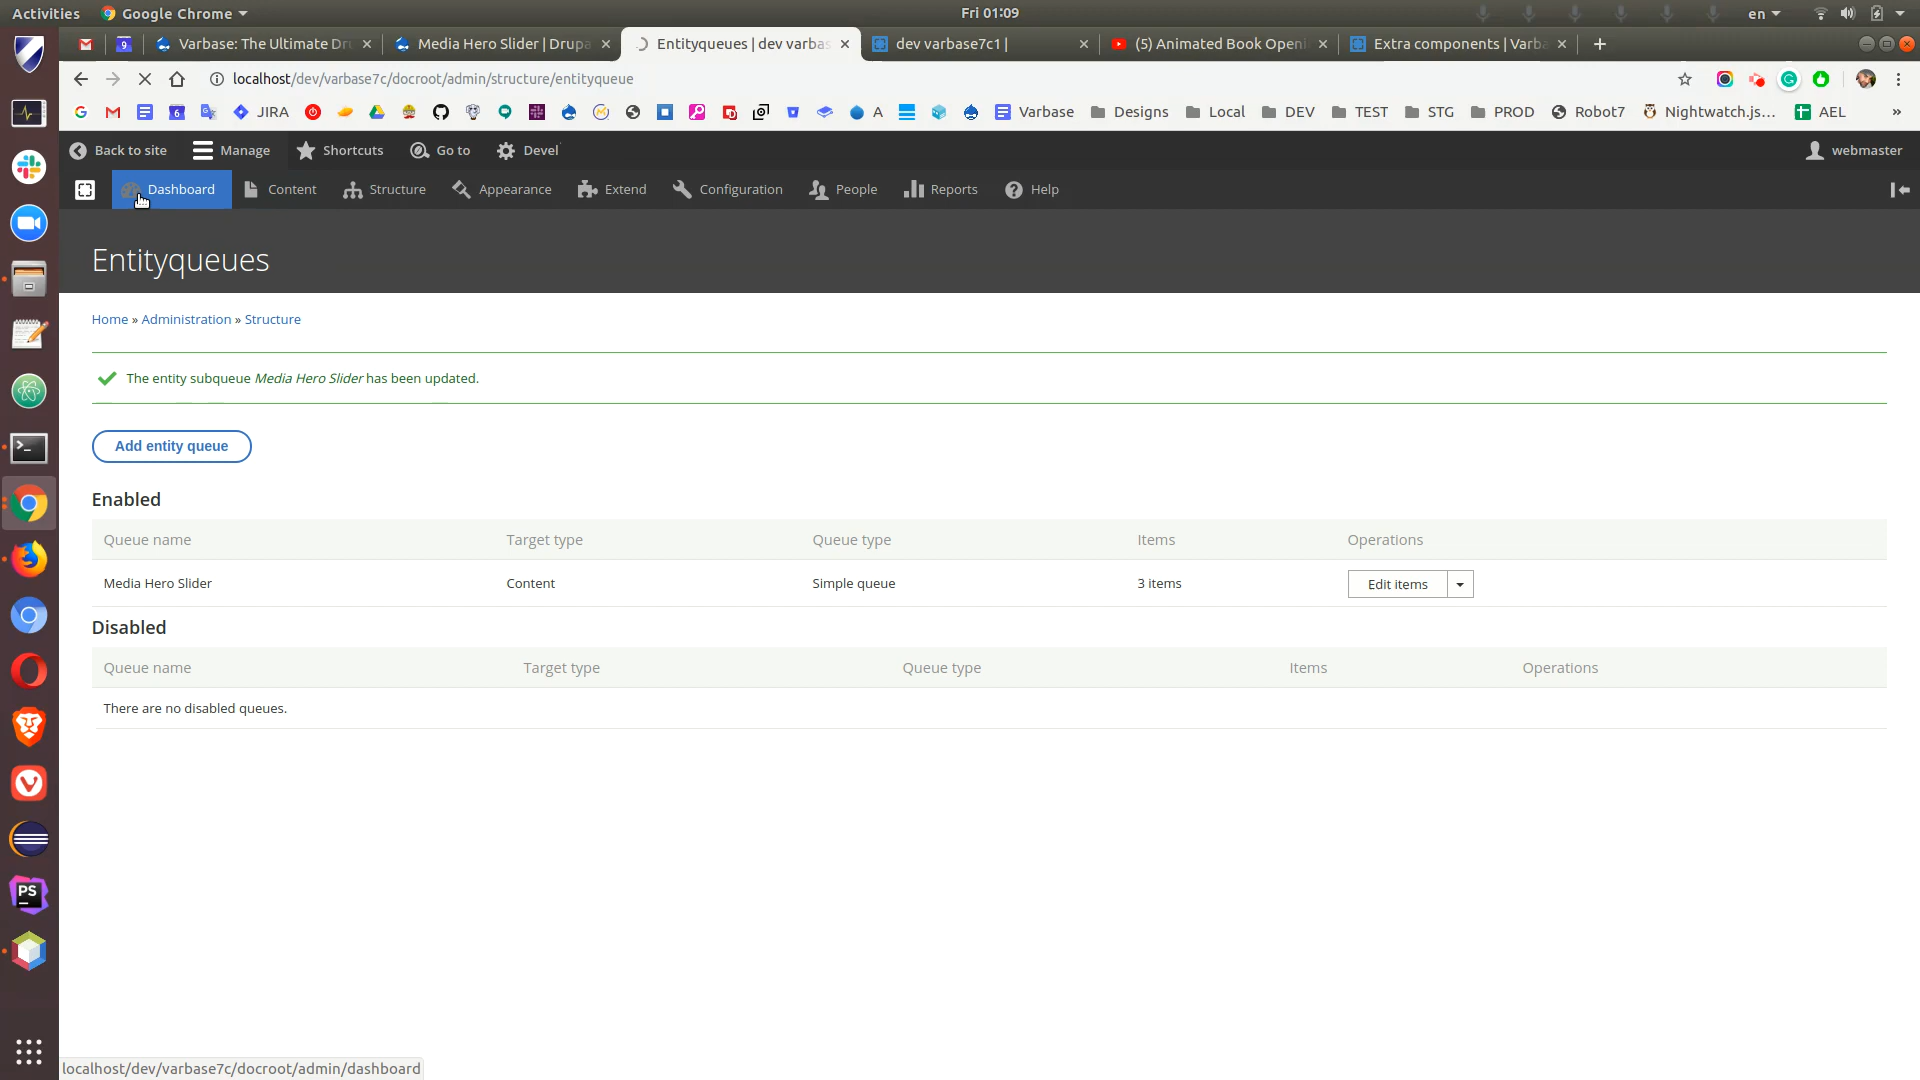 Activities Google Chrome Fri 01:09 en
9 Varbase: The Ultimate Dr Media Hero Slider | Drupa Entityqueues | dev varbas dev varbase7c1 | (5) Animated Book Openi Extra components | Varba
localhost/dev/varbase7c/docroot/admin/structure/entityqueue
JIRA A Varbase Designs Local DEV TEST STG PROD Robot7 Nightwatch.js... AEL »
Back to site Manage Shortcuts Go to Devel webmaster
Dashboard Content Structure Appearance Extend Configuration People Reports Help
Entityqueues
Home » Administration » Structure
The entity subqueue Media Hero Slider has been updated.
Add entity queue
Enabled
Queue name Target type Queue type Items Operations
Media Hero Slider Content Simple queue 3 items Edit items
Disabled
Queue name Target type Queue type Items Operations
There are no disabled queues.
PS
localhost/dev/varbase7c/docroot/admin/dashboard